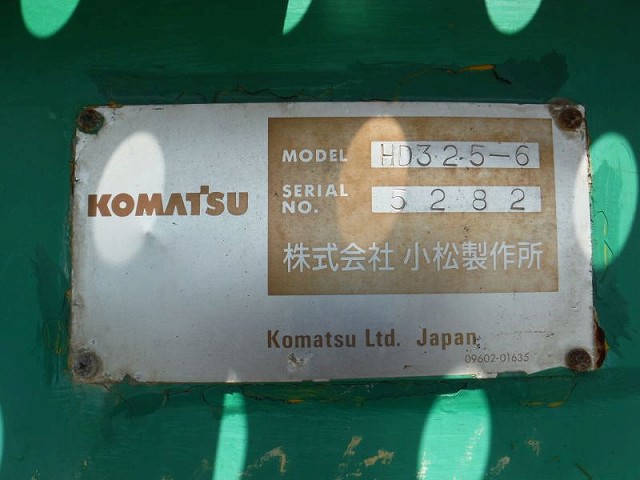 KOMATSU
MODEL HD325-6
SERIAL NO. 5282
株式会社 小松製作所
Komatsu Ltd. Japan
09602-01635